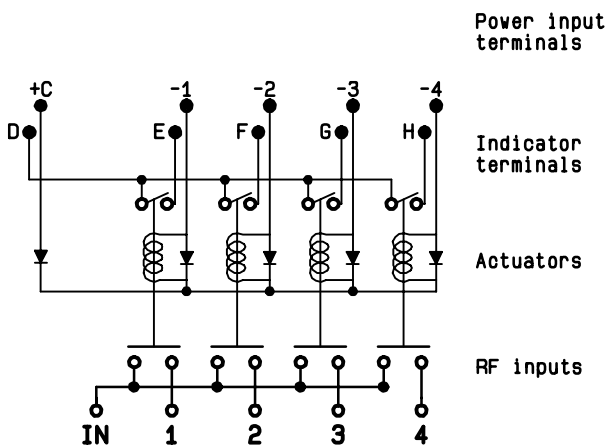 Power input
terminals
+C -1 -2 -3 -4
D E F G H
Indicator
terminals
Actuators
RF inputs
IN 1 2 3 4